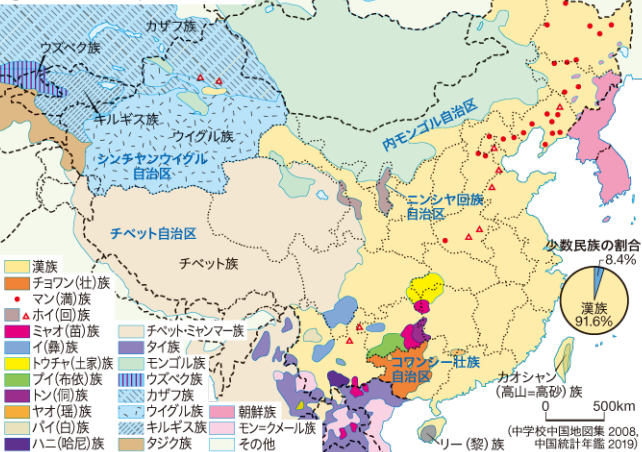 カザフ族
ウズベク族
キルギス族
ウイグル族
シンチヤンウイグル
自治区
内モンゴル自治区
ニンシヤ回族
自治区
チベット自治区
チベット族
少数民族の割合
8.4%
漢族
91.6%
コワンシー壮族
自治区
カオシャン
(高山=高砂)族
リー(黎)族
0 500km
(中学校中国地図集 2008,
中国統計年鑑 2019)
漢族
チョワン(壮)族
マン(満)族
ホイ(回)族
ミャオ(苗)族
イ(彝)族
トウチャ(土家)族
ブイ(布依)族
トン(侗)族
ヤオ(瑶)族
パイ(白)族
ハニ(哈尼)族
チベット・ミャンマー族
タイ族
モンゴル族
ウズベク族
カザフ族
ウイグル族
キルギス族
タジク族
朝鮮族
モン=クメール族
その他